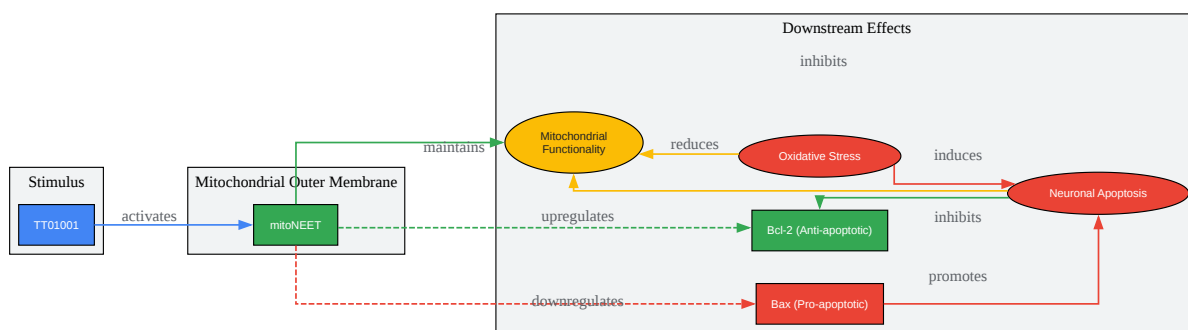 Downstream Effects
inhibits
Mitochondrial
Functionality
maintains
reduces
Oxidative Stress
induces
Stimulus
Mitochondrial Outer Membrane
Neuronal Apoptosis
TT01001
activates
mitoNEET
upregulates
Bcl-2 (Anti-apoptotic)
inhibits
promotes
downregulates
Bax (Pro-apoptotic)